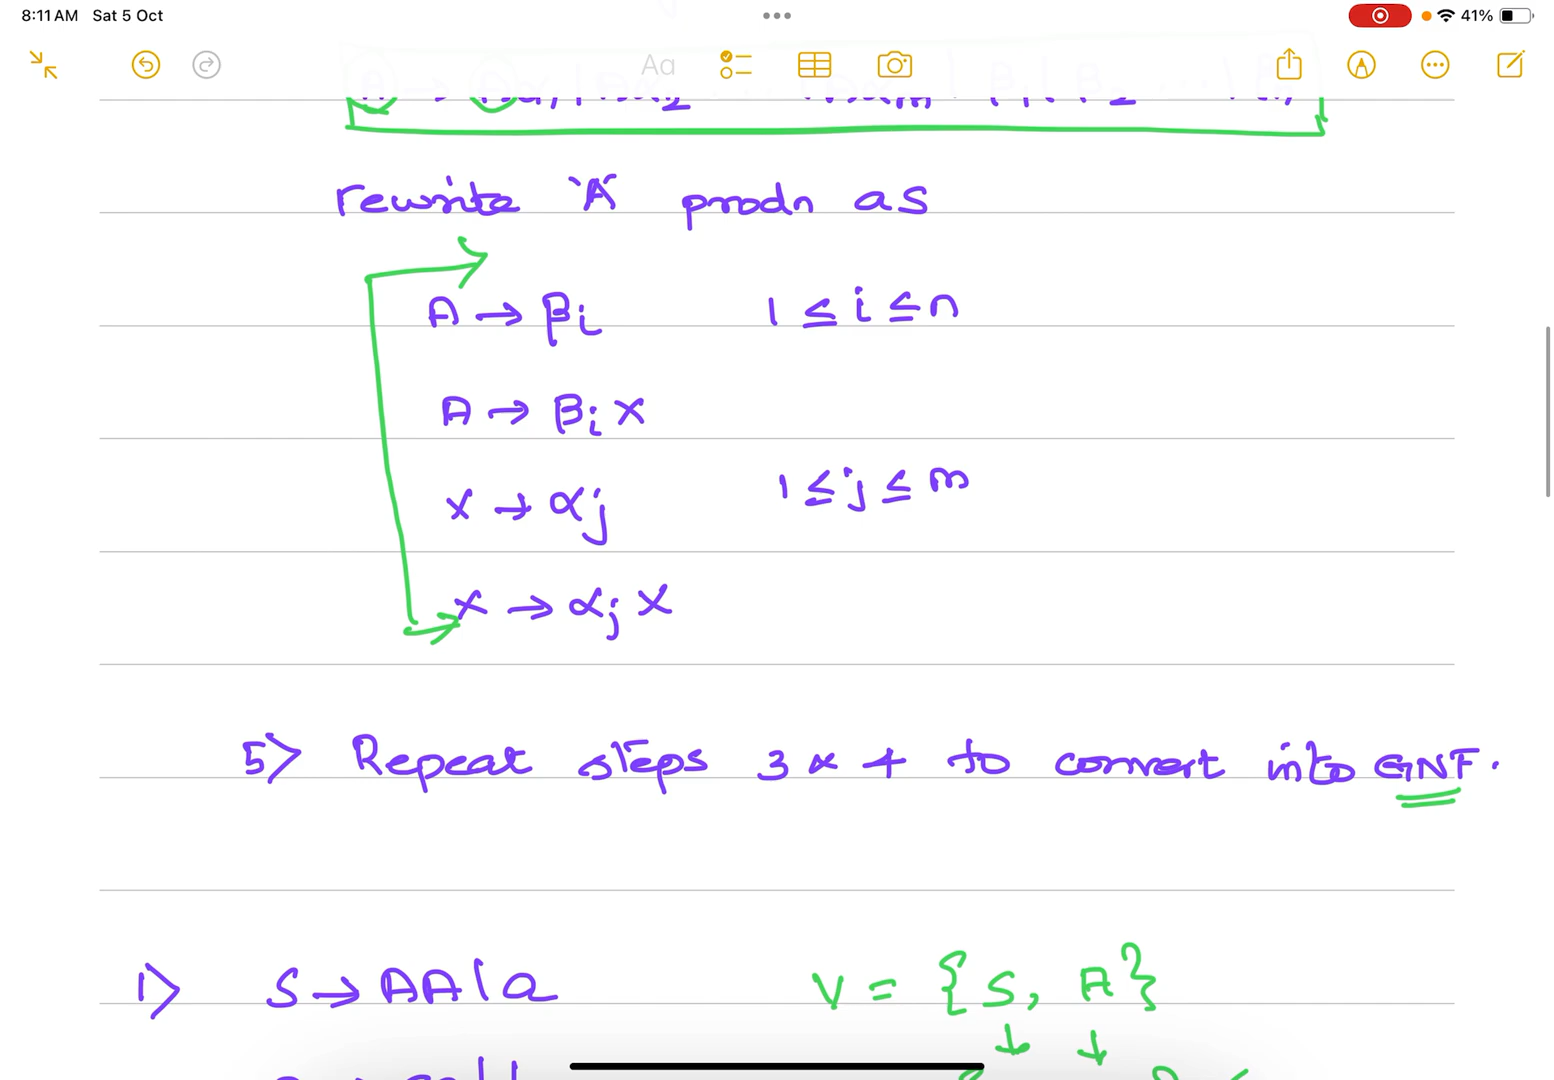 8:11 AM Sat 5 Oct 41%
Aa
rewrite 'A' prodn as
A → βi 1 ≤ i ≤ n
A → βi X
X → αj 1 ≤ j ≤ m
X → αj X
5> Repeat steps 3 & 4 to convert into GNF.
1> S → AA|a V = {S, A}